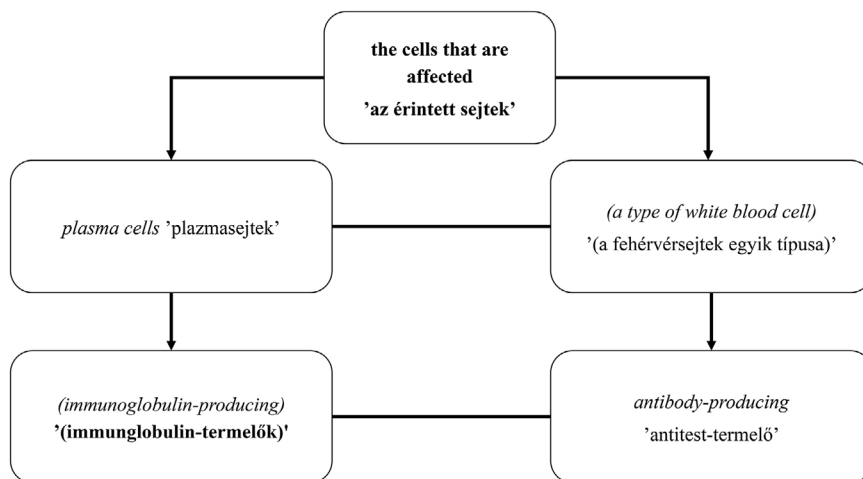 the cells that are
affected
’az érintett sejtek’
plasma cells ’plazmasejtek’
(a type of white blood cell)
’(a fehérvérsejtek egyik típusa)’
(immunoglobulin-producing)
’(immunglobulin-termelők)'
antibody-producing
’antitest-termelő’